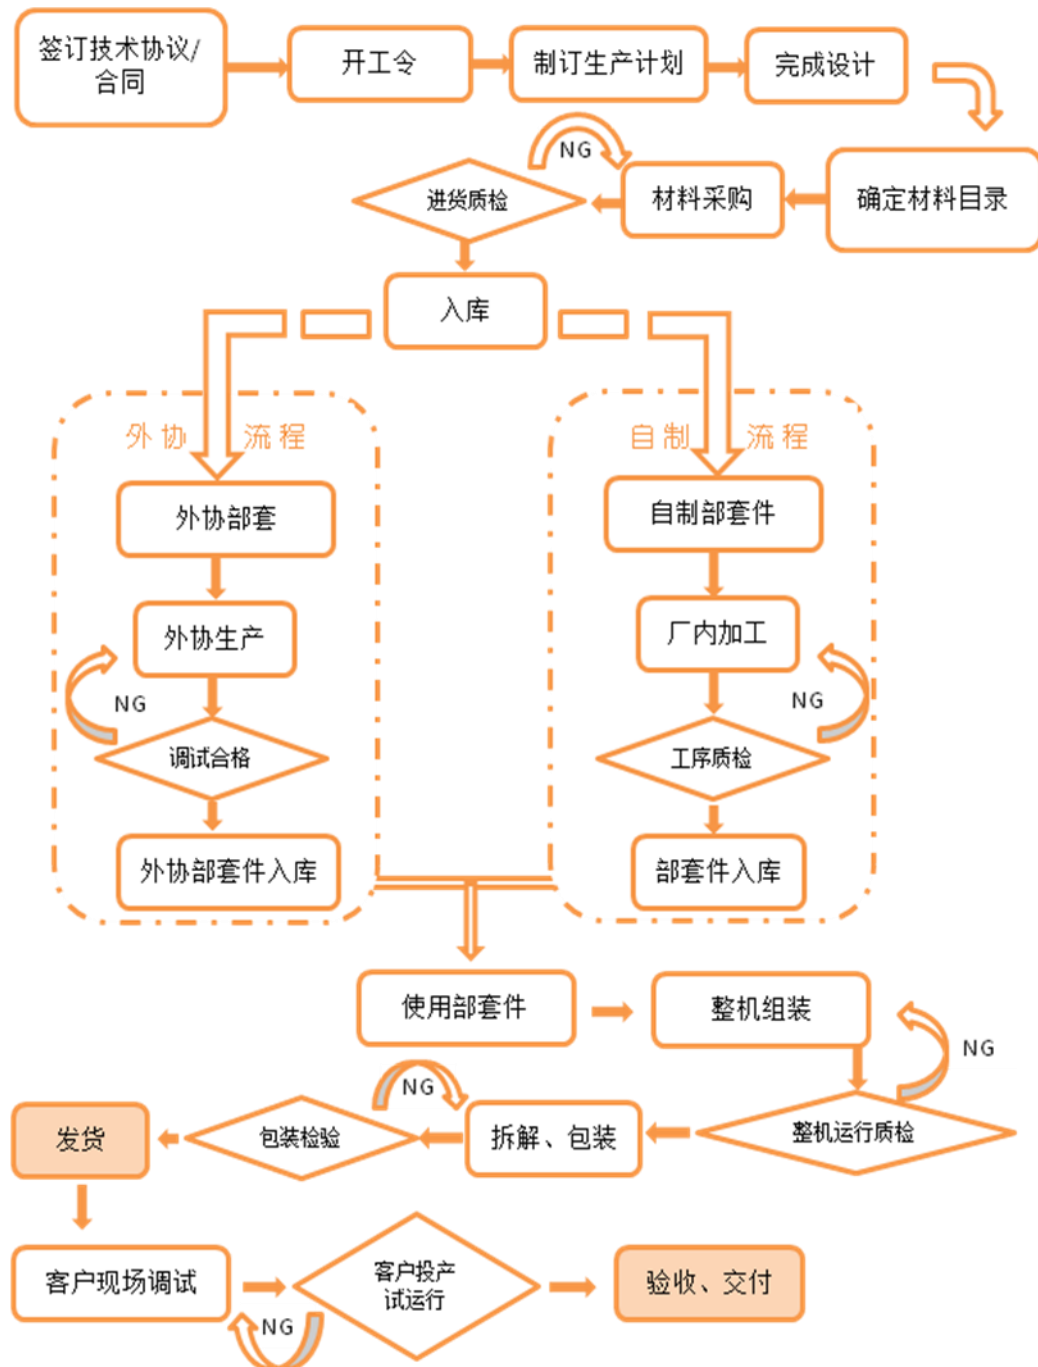 签订技术协议/
合同
开工令
制订生产计划
完成设计
NG
进货质检
材料采购
确定材料目录
入库
外协 流程
自制 流程
外协部套
自制部套件
外协生产
厂内加工
NG
NG
调试合格
工序质检
外协部套件入库
部套件入库
使用部套件
整机组装
NG
NG
发货
包装检验
拆解、包装
整机运行质检
客户现场调试
客户投产
试运行
验收、交付
NG